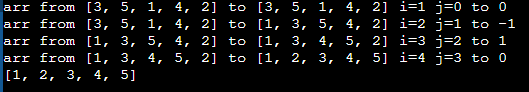 arr from [3, 5, 1, 4, 2] to [3, 5, 1, 4, 2] i=1 j=0 to 0
arr from [3, 5, 1, 4, 2] to [1, 3, 5, 4, 2] i=2 j=1 to -1
arr from [1, 3, 5, 4, 2] to [1, 3, 4, 5, 2] i=3 j=2 to 1
arr from [1, 3, 4, 5, 2] to [1, 2, 3, 4, 5] i=4 j=3 to 0
[1, 2, 3, 4, 5]